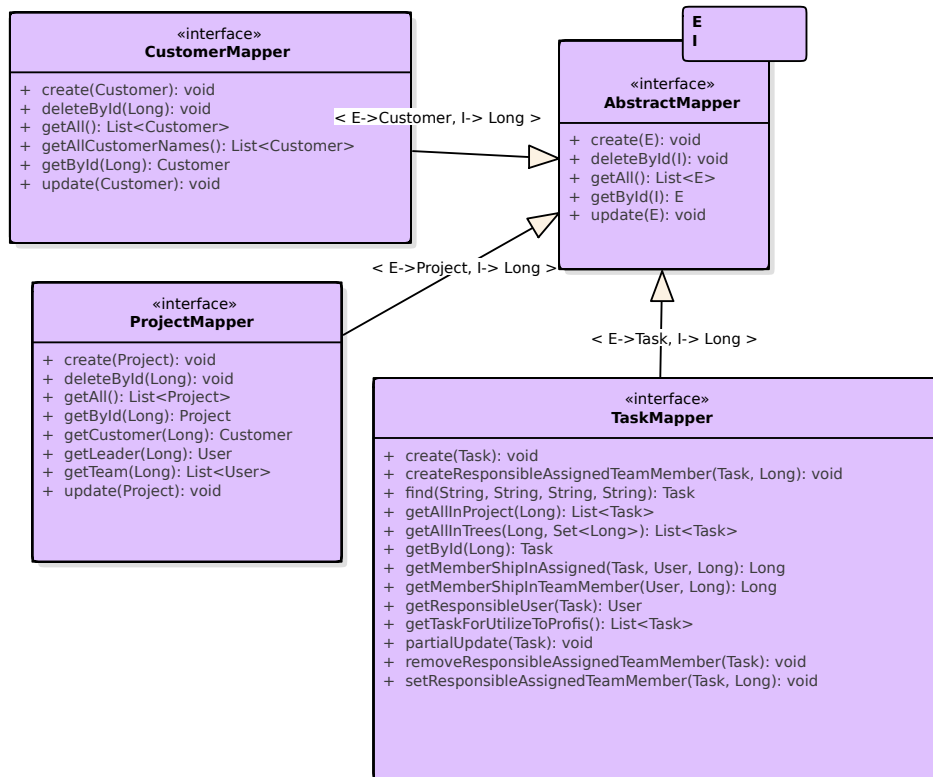 «interface»
CustomerMapper
+ create(Customer): void
+ deleteById(Long): void
+ getAll(): List<Customer>
+ getAllCustomerNames(): List<Customer>
+ getById(Long): Customer
+ update(Customer): void
E
I
«interface»
AbstractMapper
+ create(E): void
+ deleteById(I): void
+ getAll(): List<E>
+ getById(I): E
+ update(E): void
< E->Customer, I-> Long >
< E->Project, I-> Long >
< E->Task, I-> Long >
«interface»
ProjectMapper
+ create(Project): void
+ deleteById(Long): void
+ getAll(): List<Project>
+ getById(Long): Project
+ getCustomer(Long): Customer
+ getLeader(Long): User
+ getTeam(Long): List<User>
+ update(Project): void
«interface»
TaskMapper
+ create(Task): void
+ createResponsibleAssignedTeamMember(Task, Long): void
+ find(String, String, String, String): Task
+ getAllInProject(Long): List<Task>
+ getAllInTrees(Long, Set<Long>): List<Task>
+ getById(Long): Task
+ getMemberShipInAssigned(Task, User, Long): Long
+ getMemberShipInTeamMember(User, Long): Long
+ getResponsibleUser(Task): User
+ getTaskForUtilizeToProfis(): List<Task>
+ partialUpdate(Task): void
+ removeResponsibleAssignedTeamMember(Task): void
+ setResponsibleAssignedTeamMember(Task, Long): void